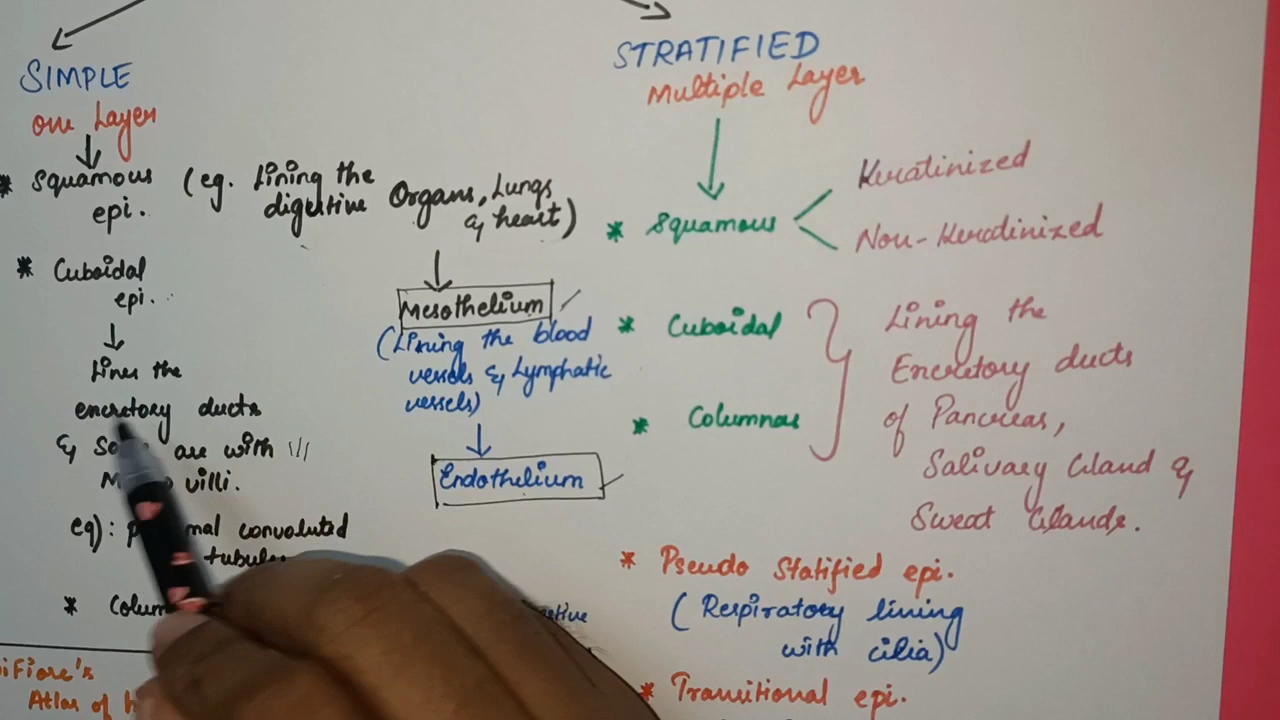 SIMPLE
one Layer
* Squamous epi.
(eg. Lining the digestive Organs, Lungs & heart)
Mesothelium
(Lining the blood
vessels & Lymphatic
vessels)
Endothelium
* Cuboidal
epi.
Lines the
excretory ducts
& are with
villi.
eg): convoluted
* 
Atlas of
STRATIFIED
Multiple Layer
* Squamous
Keratinized
Non-Keratinized
* Cuboidal
* Columnar
Lining the
Excretory ducts
of Pancreas,
Salivary Gland &
Sweat Glands.
* Pseudo Statified epi.
(Respiratory lining
with cilia)
* Transitional epi.